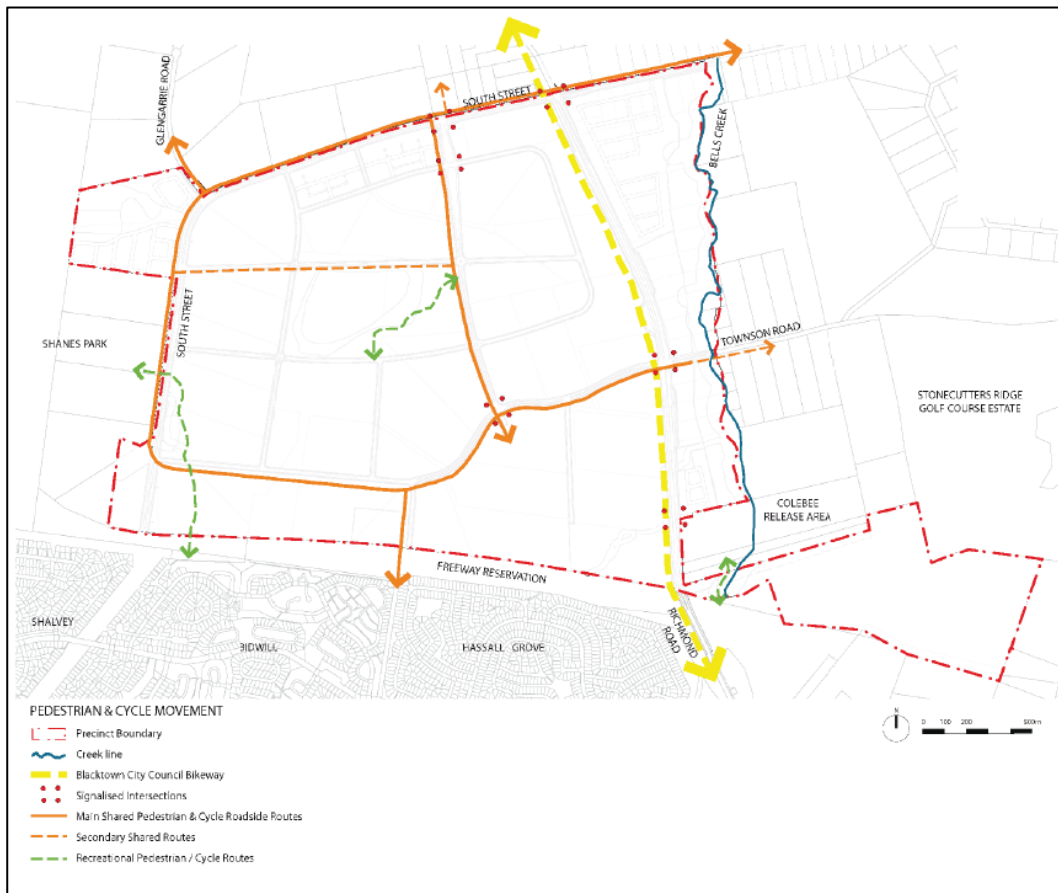 GLENGARRIE ROAD
SOUTH STREET
BELLS CREEK
SHANES PARK
SOUTH STREET
TOWNSON ROAD
STONECUTTERS RIDGE
GOLF COURSE ESTATE
COLEBEE
RELEASE AREA
FREEWAY RESERVATION
SHALVEY
BIDWILL
HASSALL GROVE
RICHMOND
ROAD
PEDESTRIAN & CYCLE MOVEMENT
Precinct Boundary
Creek line
Blacktown City Council Bikeway
Signalised Intersections
Main Shared Pedestrian & Cycle Roadside Routes
Secondary Shared Routes
Recreational Pedestrian / Cycle Routes
N
0 100 200 500m